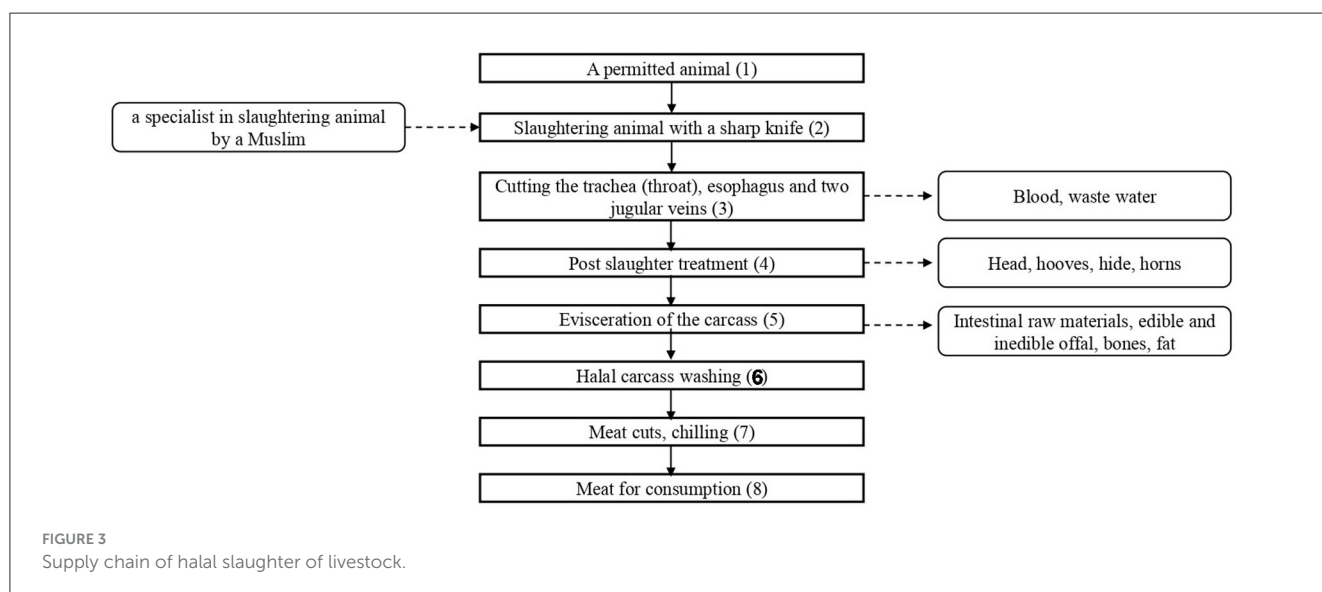 A permitted animal (1)
a specialist in slaughtering animal
by a Muslim
Slaughtering animal with a sharp knife (2)
Cutting the trachea (throat), esophagus and two
jugular veins (3)
Blood, waste water
Post slaughter treatment (4)
Head, hooves, hide, horns
Evisceration of the carcass (5)
Intestinal raw materials, edible and
inedible offal, bones, fat
Halal carcass washing (6)
Meat cuts, chilling (7)
Meat for consumption (8)
FIGURE 3
Supply chain of halal slaughter of livestock.